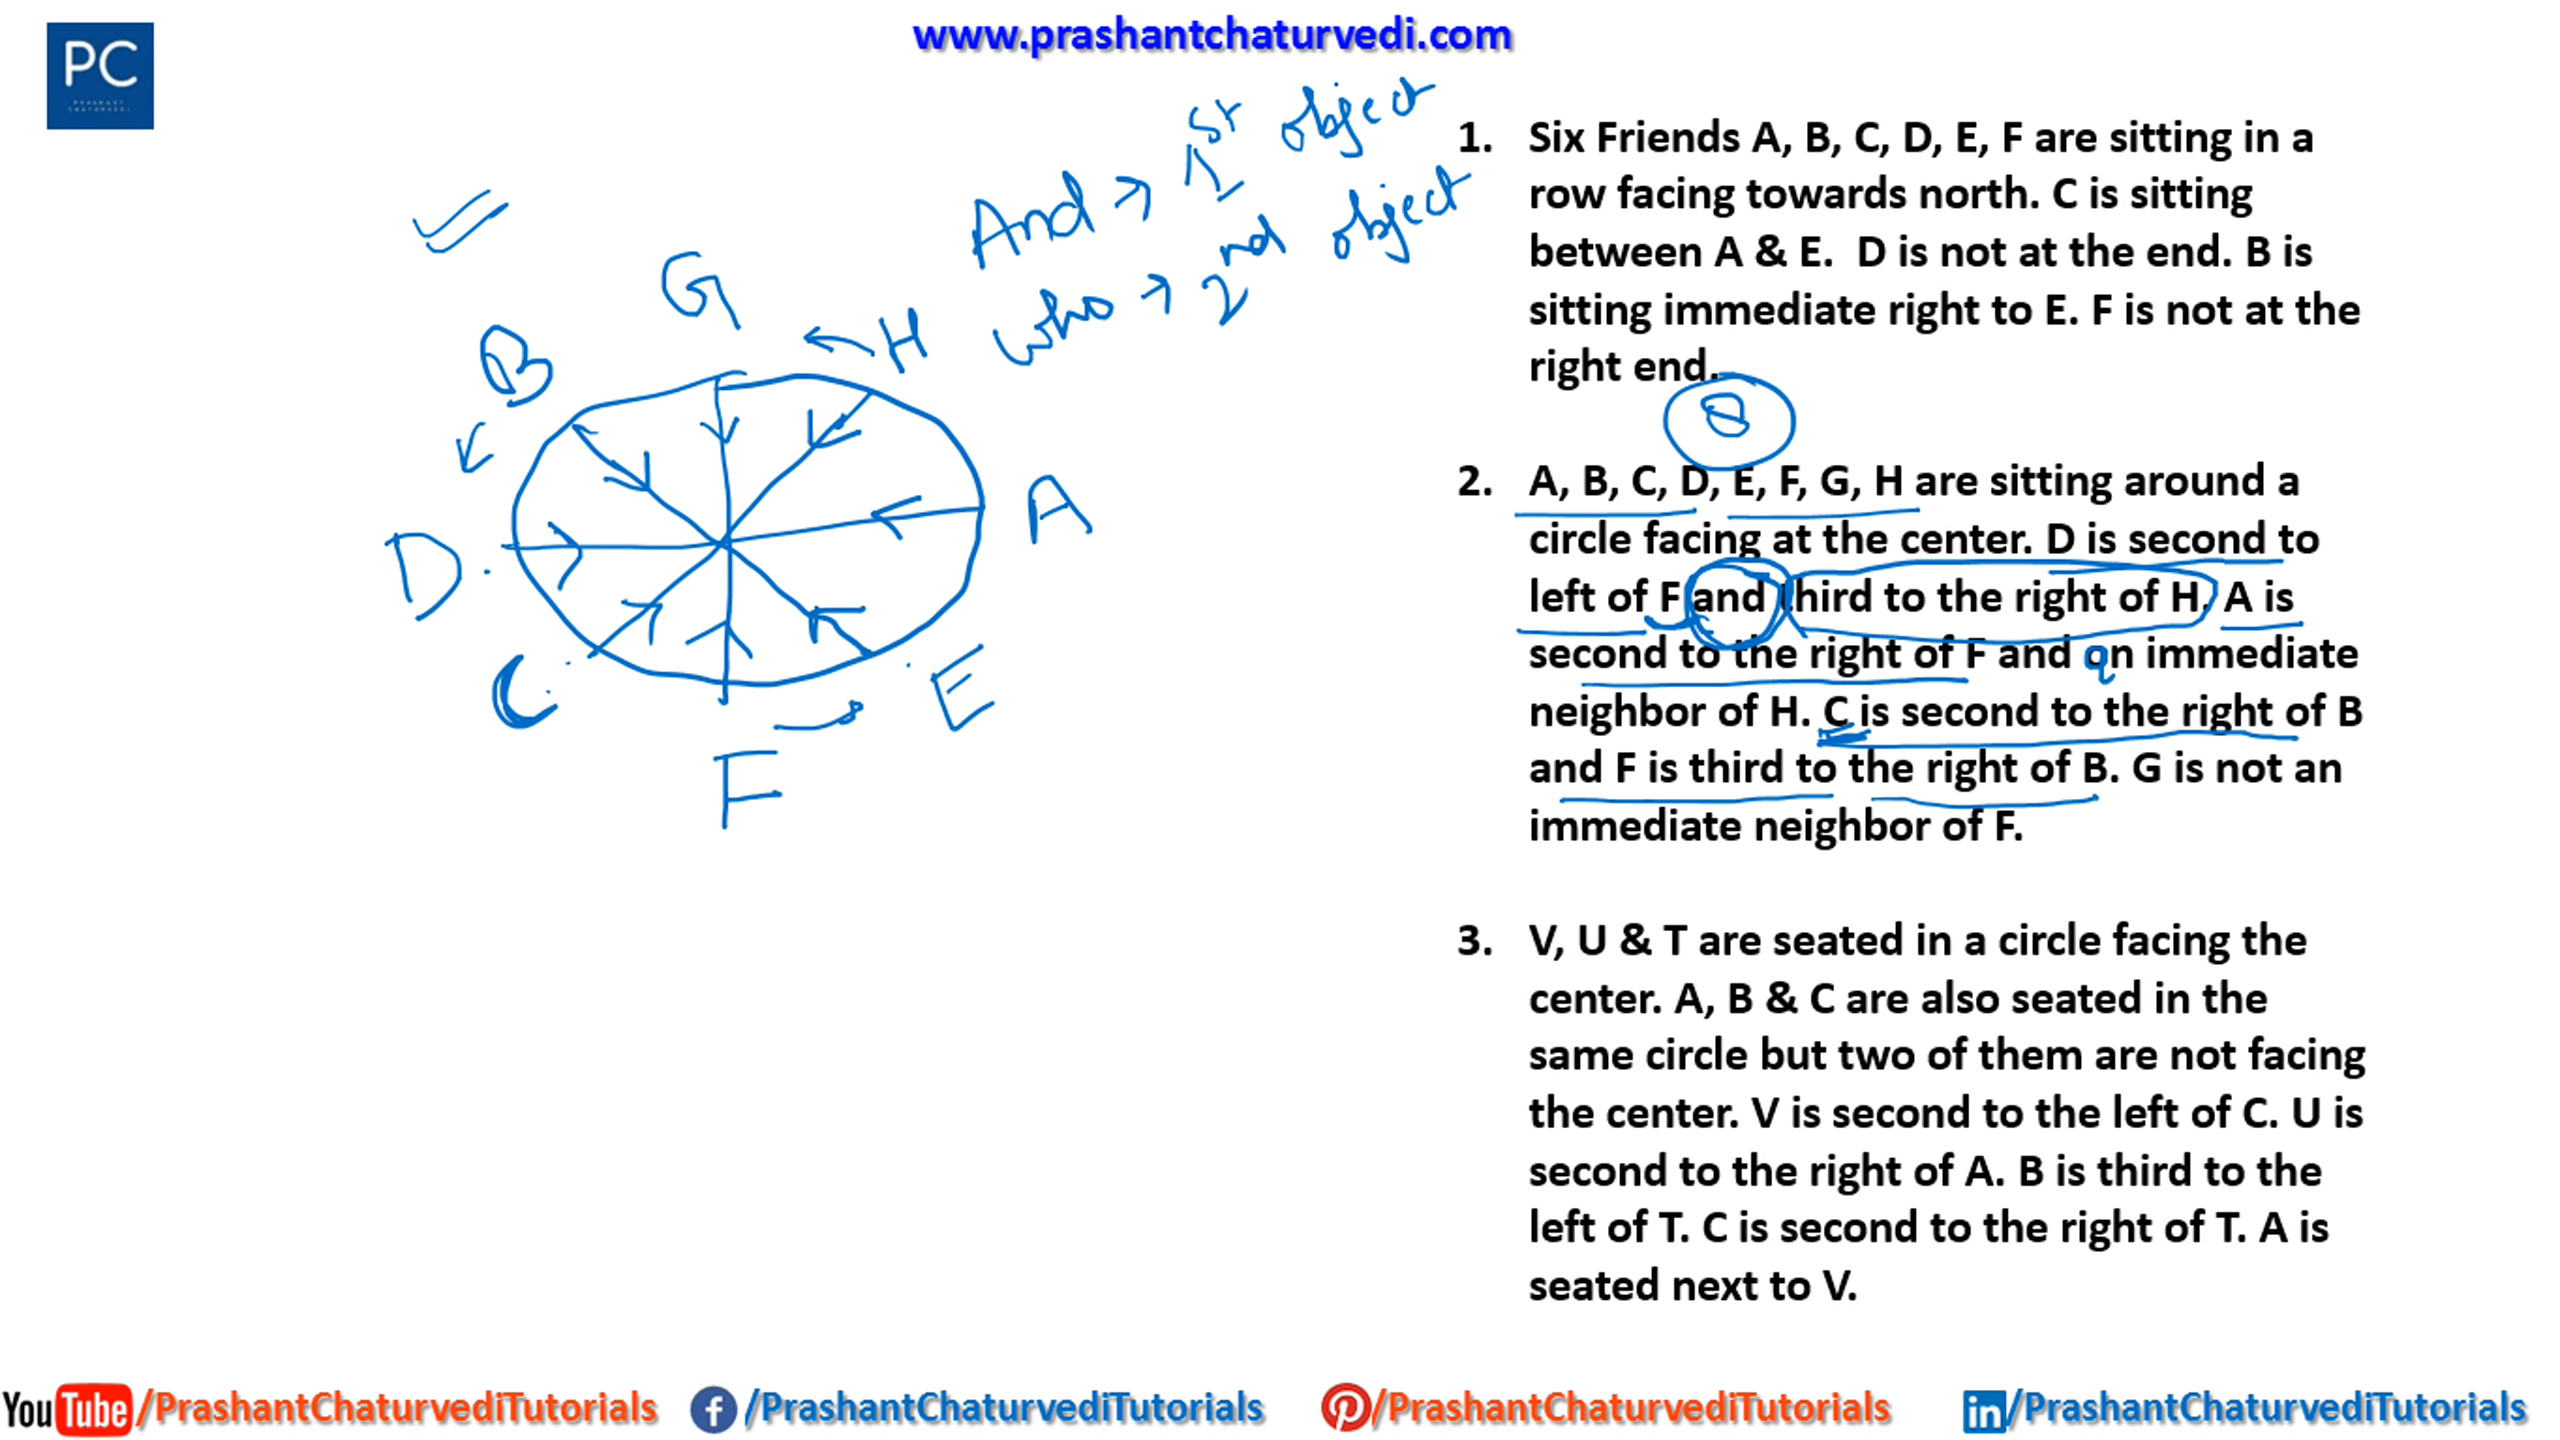 www.prashantchaturvedi.com
PC
PRASHANT
CHATURVEDI
And → 1st object
who → 2nd object
G
H
B
A
D
C
E
F
1. Six Friends A, B, C, D, E, F are sitting in a
row facing towards north. C is sitting
between A & E. D is not at the end. B is
sitting immediate right to E. F is not at the
right end.
8
2. A, B, C, D, E, F, G, H are sitting around a
circle facing at the center. D is second to
left of F and third to the right of H. A is
second to the right of F and an immediate
neighbor of H. C is second to the right of B
and F is third to the right of B. G is not an
immediate neighbor of F.
3. V, U & T are seated in a circle facing the
center. A, B & C are also seated in the
same circle but two of them are not facing
the center. V is second to the left of C. U is
second to the right of A. B is third to the
left of T. C is second to the right of T. A is
seated next to V.
YouTube/PrashantChaturvediTutorials f/PrashantChaturvediTutorials /PrashantChaturvediTutorials in/PrashantChaturvediTutorials